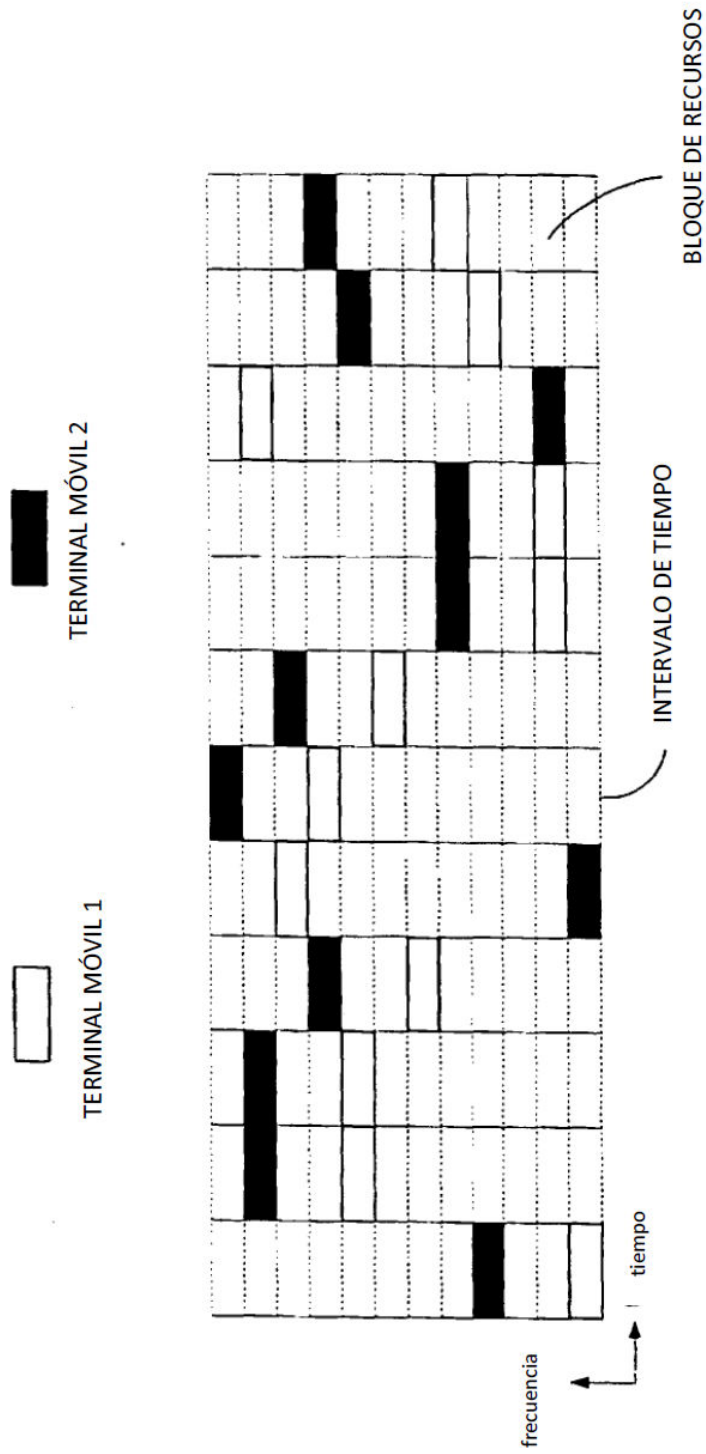 TERMINAL MÓVIL 1
TERMINAL MÓVIL 2
frecuencia
tiempo
INTERVALO DE TIEMPO
BLOQUE DE RECURSOS